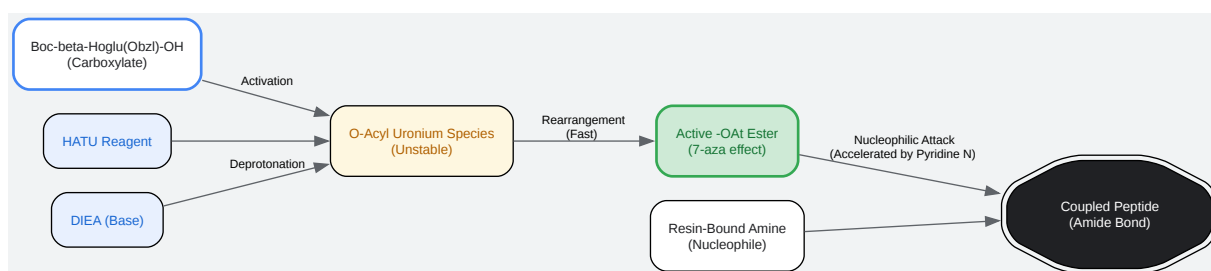 Boc-beta-Hoglu(Obzl)-OH
(Carboxylate)
Activation
HATU Reagent
Deprotonation
DIEA (Base)
O-Acyl Uronium Species
(Unstable)
Rearrangement
(Fast)
Active -OAt Ester
(7-aza effect)
Nucleophilic Attack
(Accelerated by Pyridine N)
Resin-Bound Amine
(Nucleophile)
Coupled Peptide
(Amide Bond)